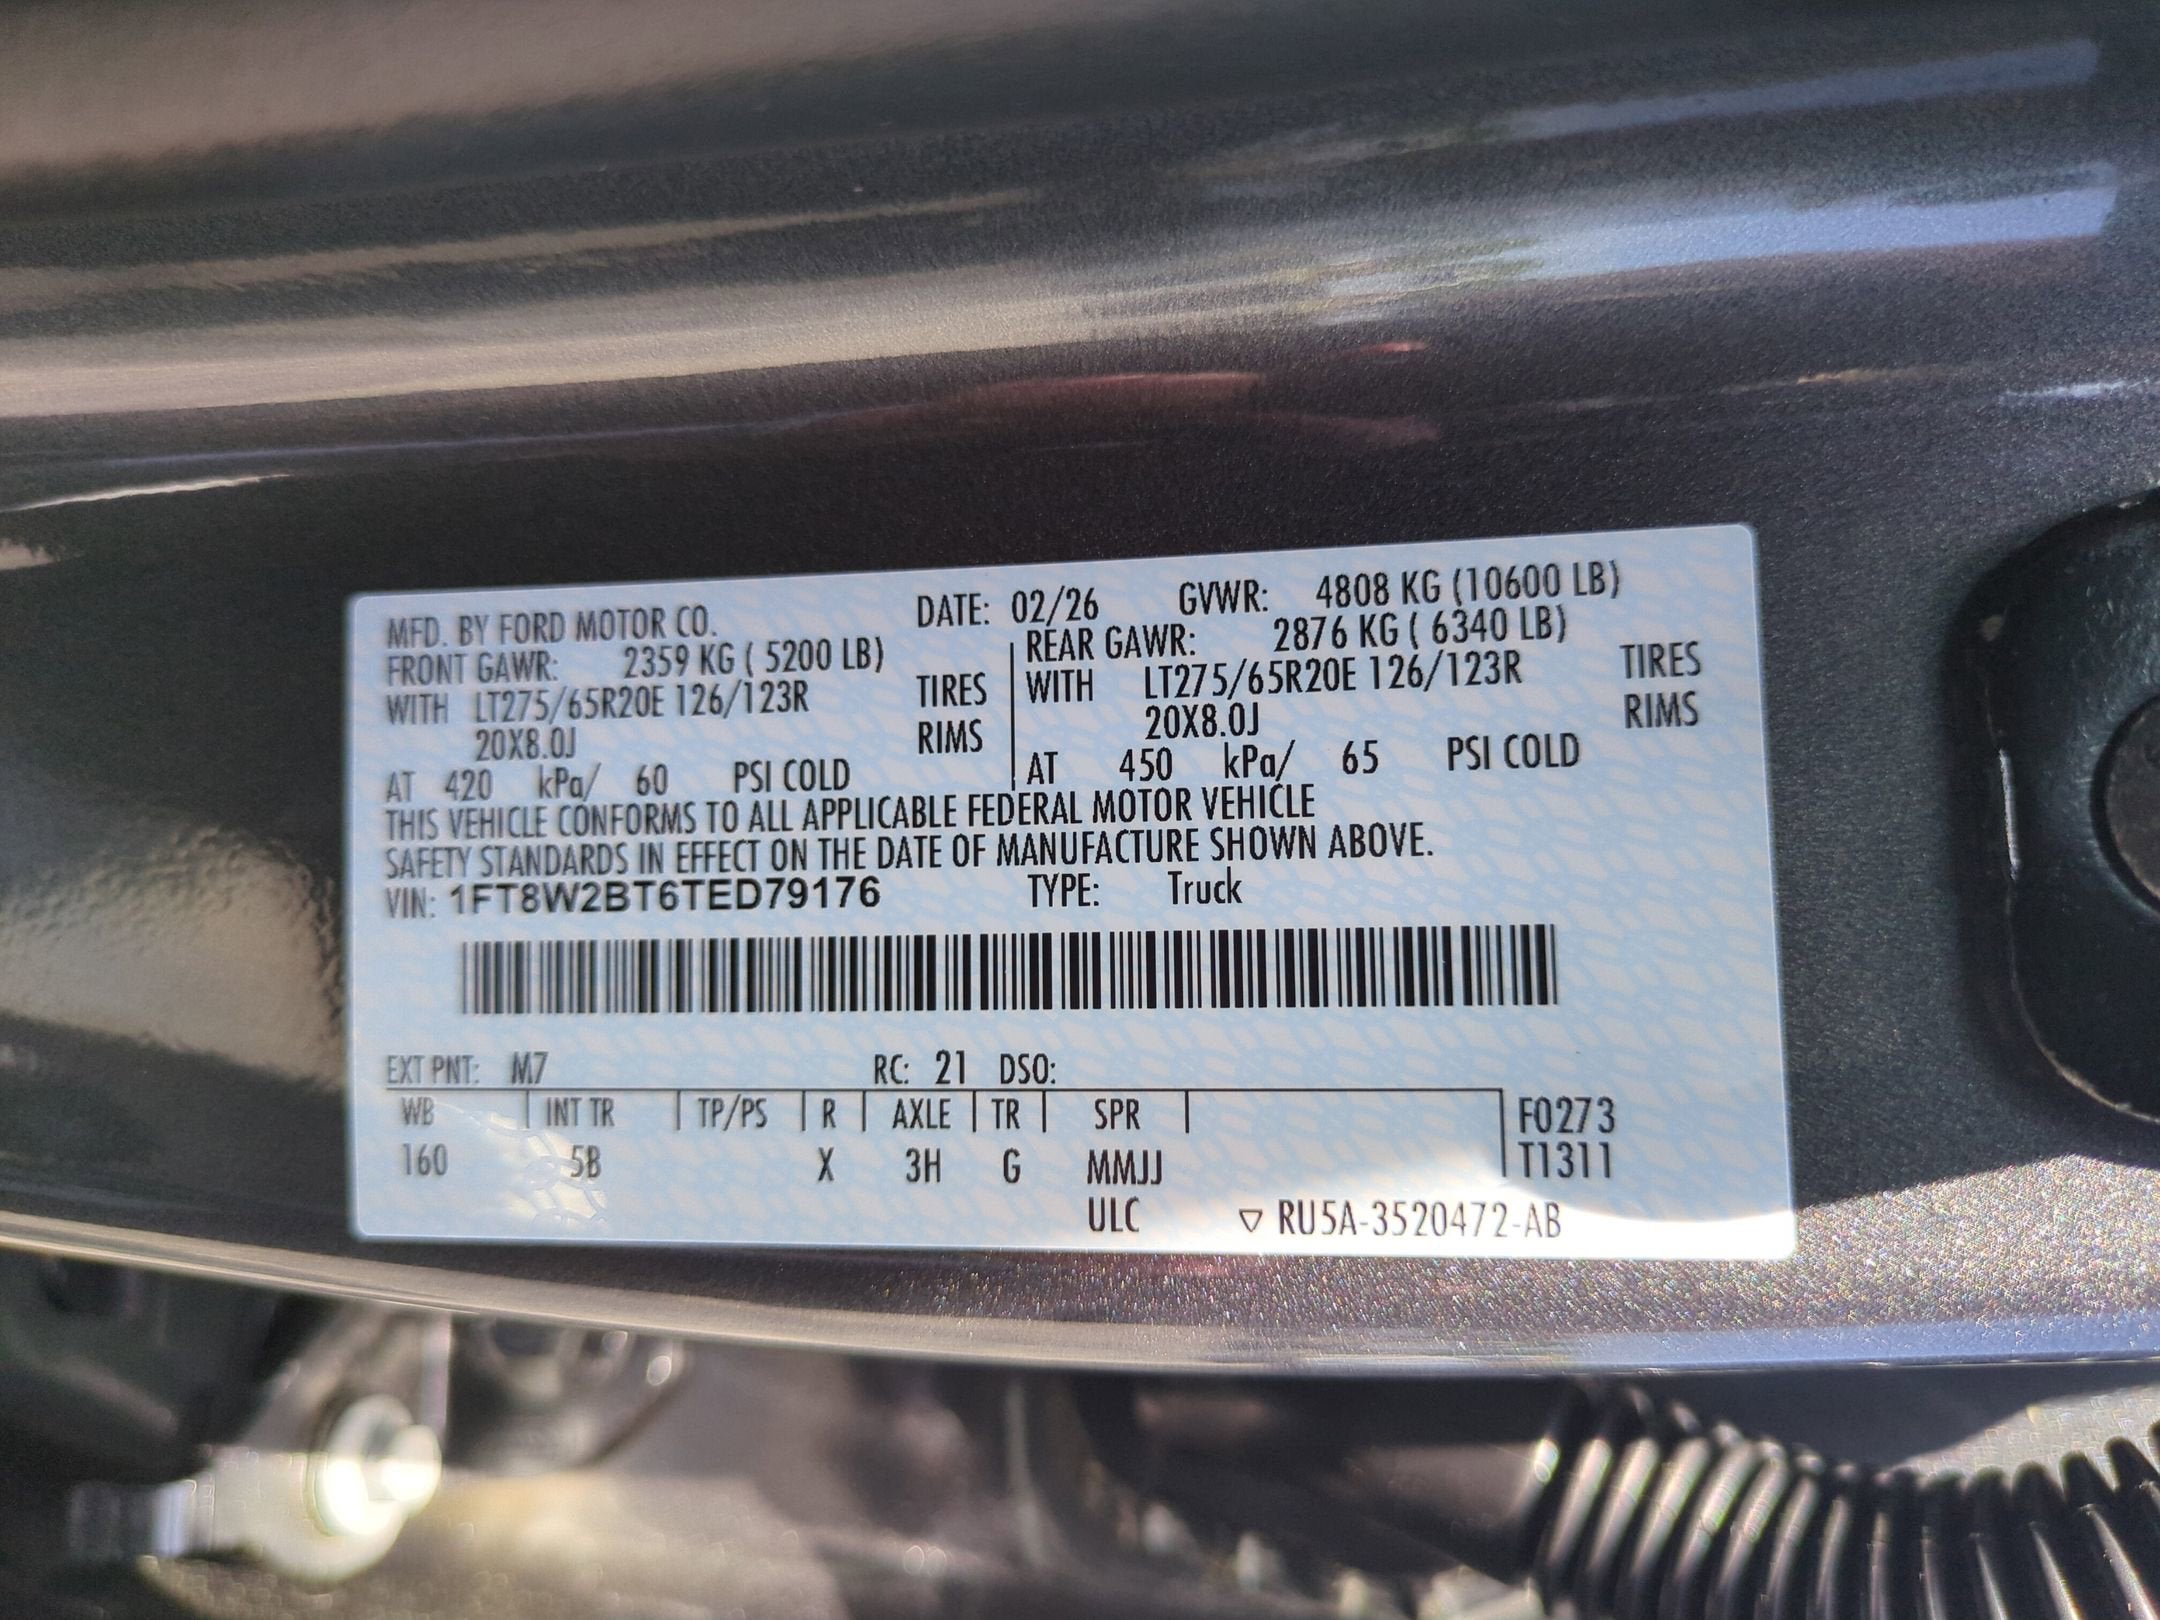 MFD. BY FORD MOTOR CO. DATE: 02/26 GVWR: 4808 KG (10600 LB)
FRONT GAWR: 2359 KG ( 5200 LB) REAR GAWR: 2876 KG ( 6340 LB)
WITH LT275/65R20E 126/123R TIRES WITH LT275/65R20E 126/123R TIRES
20X8.0J RIMS 20X8.0J RIMS
AT 420 kPa/ 60 PSI COLD AT 450 kPa/ 65 PSI COLD
THIS VEHICLE CONFORMS TO ALL APPLICABLE FEDERAL MOTOR VEHICLE
SAFETY STANDARDS IN EFFECT ON THE DATE OF MANUFACTURE SHOWN ABOVE.
VIN: 1FT8W2BT6TED79176 TYPE: Truck
EXT PNT: M7 RC: 21 DSO:
WB INT TR TP/PS R AXLE TR SPR F0273
160 5B X 3H G MMJJ T1311
ULC ▽ RU5A-3520472-AB